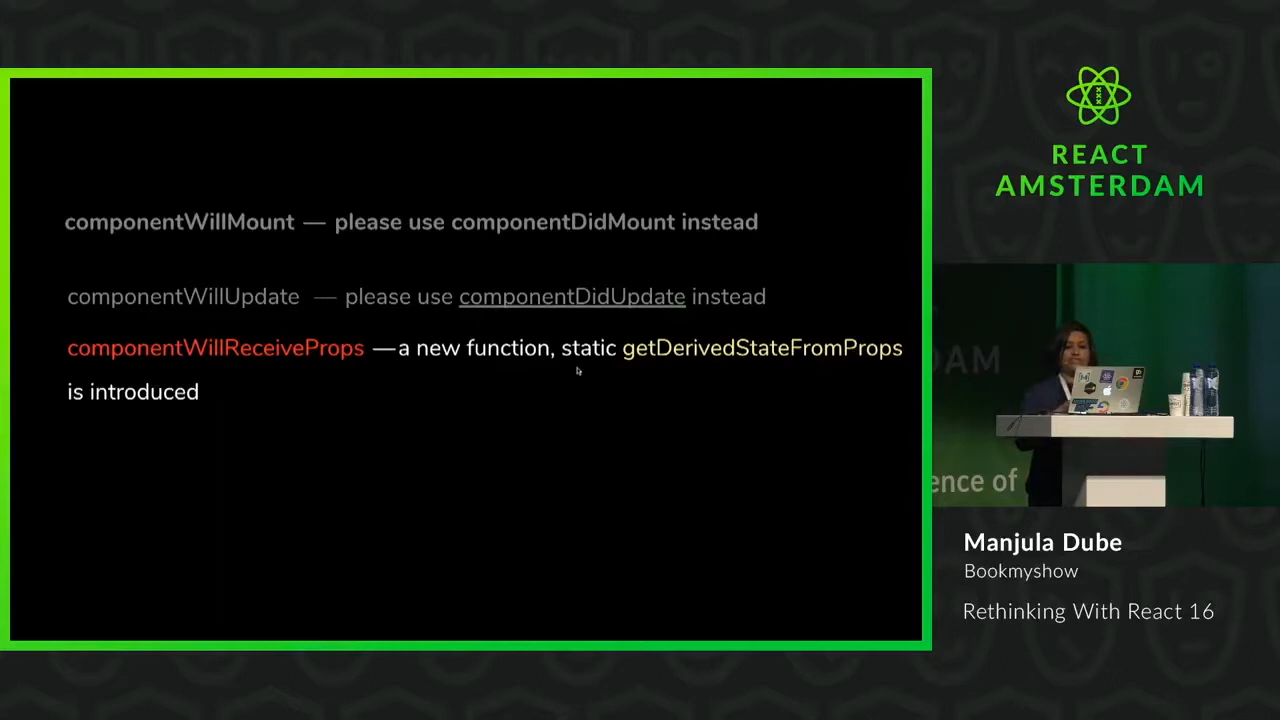 componentWillMount — please use componentDidMount instead
componentWillUpdate — please use componentDidUpdate instead
componentWillReceiveProps —a new function, static getDerivedStateFromProps
is introduced
REACT
AMSTERDAM
DAM
ence of
Manjula Dube
Bookmyshow
Rethinking With React 16